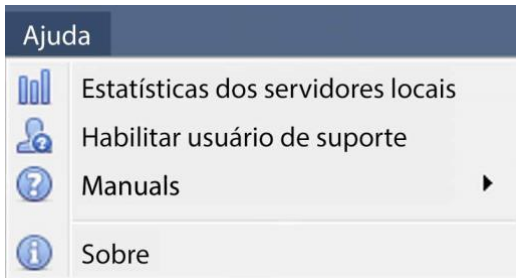 Ajuda
Estatísticas dos servidores locais
Habilitar usuário de suporte
Manuals
Sobre